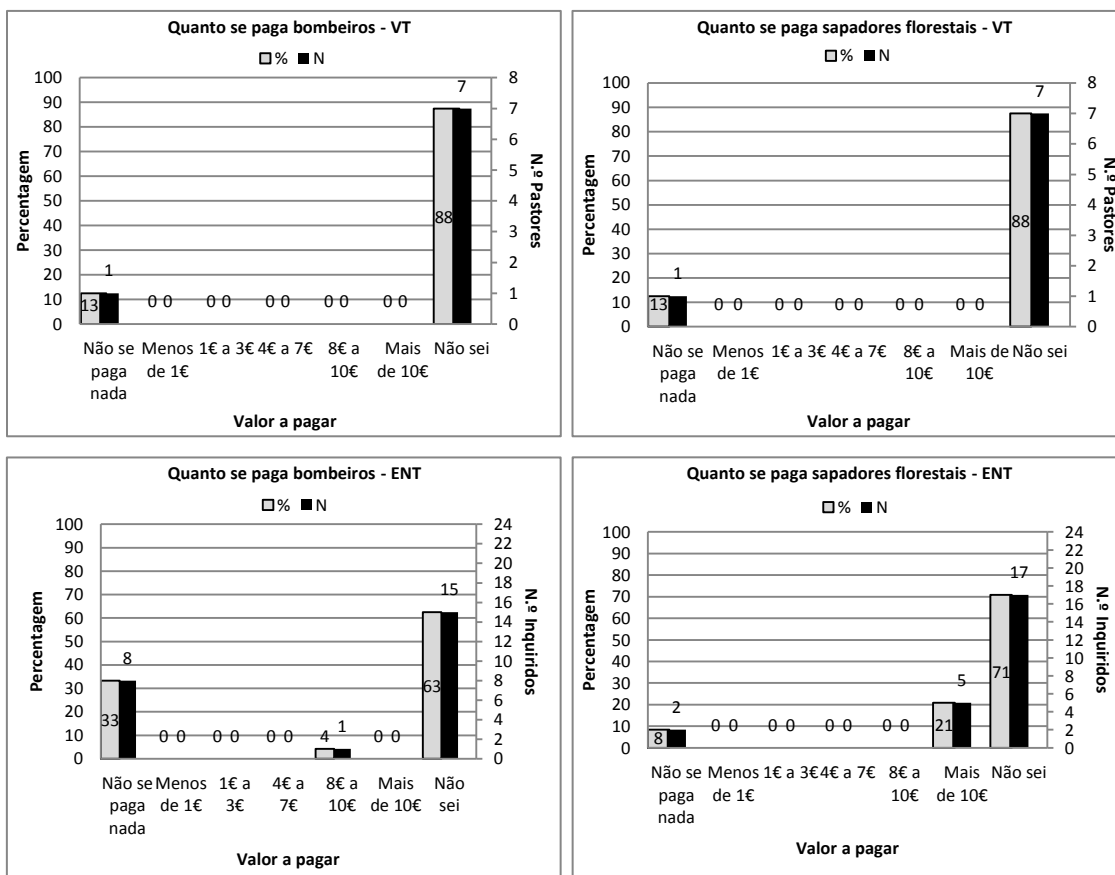 Quanto se paga bombeiros - VT
% N
100
90
80
70
60
50
40
30
20
10
0
Percentagem
8
7
6
5
4
3
2
1
0
N.º Pastores
13 1 0 0 0 0 0 0 0 0 0 0 88 7
Não se Menos 1€ a 3€ 4€ a 7€ 8€ a Mais Não sei
paga de 1€ 10€ de 10€
nada
Valor a pagar
Quanto se paga sapadores florestais - VT
% N
100
90
80
70
60
50
40
30
20
10
0
Percentagem
8
7
6
5
4
3
2
1
0
N.º Pastores
13 1 0 0 0 0 0 0 0 0 0 0 88 7
Não se Menos 1€ a 3€ 4€ a 7€ 8€ a Mais de Não sei
paga de 1€ 10€ 10€
nada
Valor a pagar
Quanto se paga bombeiros - ENT
% N
100
90
80
70
60
50
40
30
20
10
0
Percentagem
24
22
20
18
16
14
12
10
8
6
4
2
0
N.º Inquiridos
33 8 0 0 0 0 0 0 4 1 0 0 63 15
Não se Menos 1€ a 4€ a 8€ a Mais Não
paga de 1€ 3€ 7€ 10€ de 10€ sei
nada
Valor a pagar
Quanto se paga sapadores florestais - ENT
% N
100
90
80
70
60
50
40
30
20
10
0
Percentagem
24
22
20
18
16
14
12
10
8
6
4
2
0
N.º Inquiridos
8 2 0 0 0 0 0 0 0 0 21 5 71 17
Não se Menos 1€ a 3€ 4€ a 7€ 8€ a Mais Não sei
paga de 1€ 10€ de 10€
nada
Valor a pagar